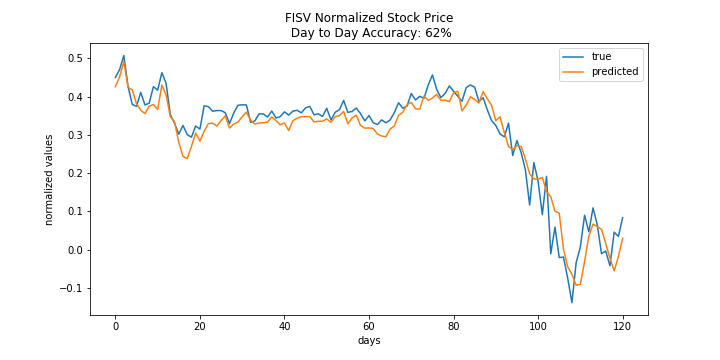 FISV Normalized Stock Price
Day to Day Accuracy: 62%
true
predicted
normalized values
0.5
0.4
0.3
0.2
0.1
0.0
−0.1
0 20 40 60 80 100 120
days